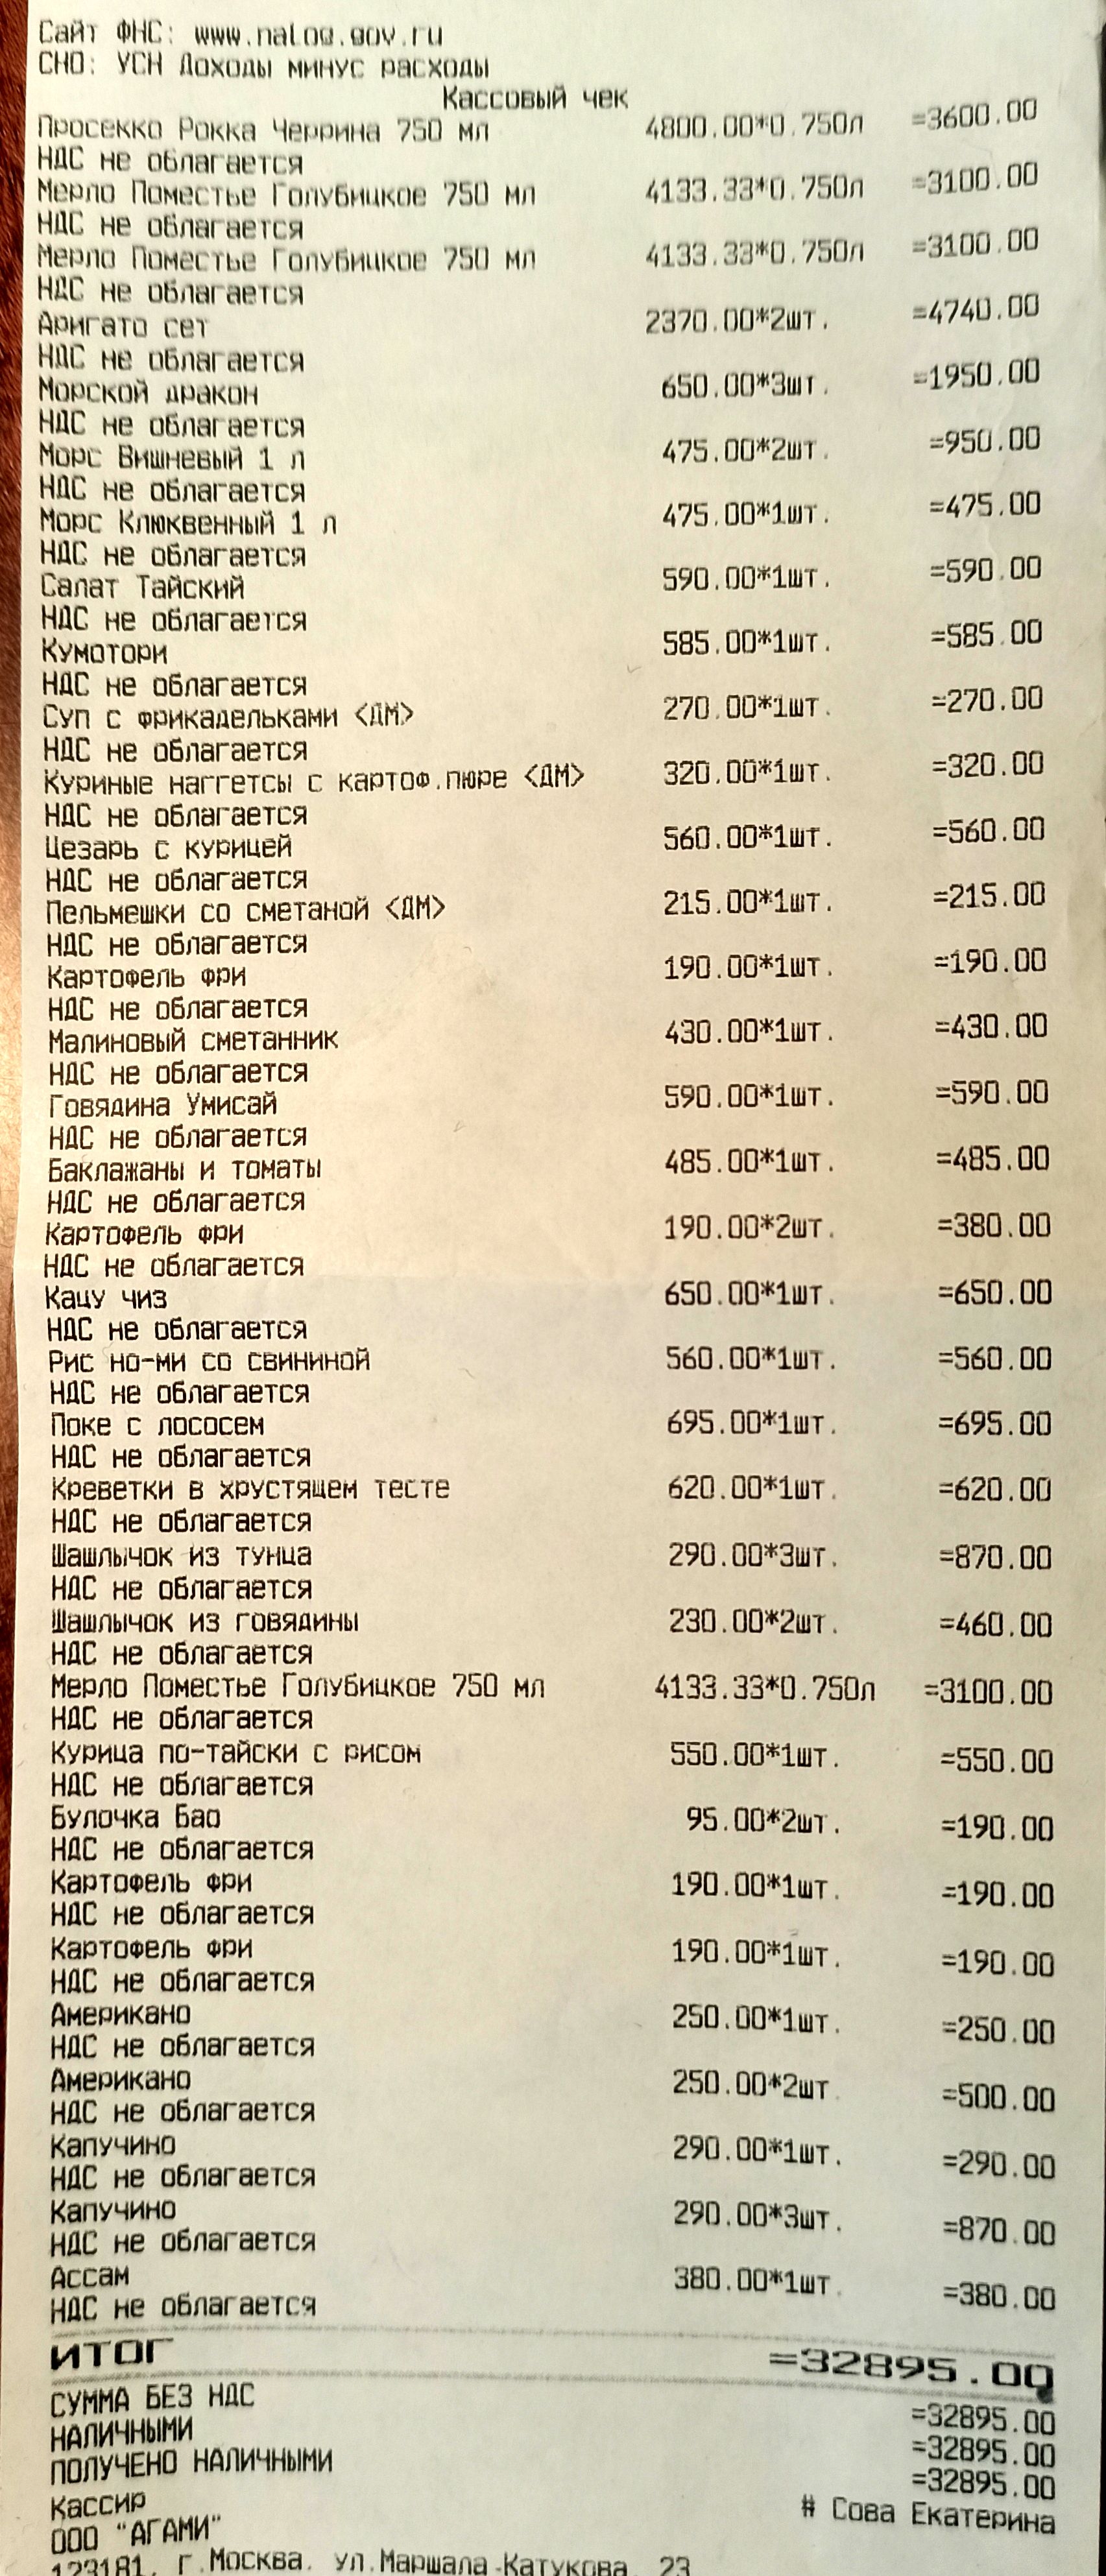 Сайт ФНС: www.nalog.gov.ru
СНО: УСН Доходы минус расходы
Кассовый чек
Просекко Рокка Черрина 750 мл 4800.00*0.750л =3600.00
НДС не облагается
Мерло Поместье Голубицкое 750 мл 4133.33*0.750л =3100.00
НДС не облагается
Мерло Поместье Голубицкое 750 мл 4133.33*0.750л =3100.00
НДС не облагается
Аригато сет 2370.00*2шт. =4740.00
НДС не облагается
Морской дракон 650.00*3шт. =1950.00
НДС не облагается
Морс Вишневый 1 л 475.00*2шт. =950.00
НДС не облагается
Морс Клюквенный 1 л 475.00*1шт. =475.00
НДС не облагается
Салат Тайский 590.00*1шт. =590.00
НДС не облагается
Кумотори 585.00*1шт. =585.00
НДС не облагается
Суп с фрикадельками <ДМ> 270.00*1шт. =270.00
НДС не облагается
Куриные наггетсы с картоф.пюре <ДМ> 320.00*1шт. =320.00
НДС не облагается
Цезарь с курицей 560.00*1шт. =560.00
НДС не облагается
Пельмешки со сметаной <ДМ> 215.00*1шт. =215.00
НДС не облагается
Картофель фри 190.00*1шт. =190.00
НДС не облагается
Малиновый сметанник 430.00*1шт. =430.00
НДС не облагается
Говядина Умисай 590.00*1шт. =590.00
НДС не облагается
Баклажаны и томаты 485.00*1шт. =485.00
НДС не облагается
Картофель фри 190.00*2шт. =380.00
НДС не облагается
Кацу чиз 650.00*1шт. =650.00
НДС не облагается
Рис но-ми со свининой 560.00*1шт. =560.00
НДС не облагается
Поке с лососем 695.00*1шт. =695.00
НДС не облагается
Креветки в хрустящем тесте 620.00*1шт. =620.00
НДС не облагается
Шашлычок из тунца 290.00*3шт. =870.00
НДС не облагается
Шашлычок из говядины 230.00*2шт. =460.00
НДС не облагается
Мерло Поместье Голубицкое 750 мл 4133.33*0.750л =3100.00
НДС не облагается
Курица по-тайски с рисом 550.00*1шт. =550.00
НДС не облагается
Булочка Бао 95.00*2шт. =190.00
НДС не облагается
Картофель фри 190.00*1шт. =190.00
НДС не облагается
Картофель фри 190.00*1шт. =190.00
НДС не облагается
Американо 250.00*1шт. =250.00
НДС не облагается
Американо 250.00*2шт. =500.00
НДС не облагается
Капучино 290.00*1шт. =290.00
НДС не облагается
Капучино 290.00*3шт. =870.00
НДС не облагается
Ассам 380.00*1шт. =380.00
НДС не облагается
ИТОГ =32895.00
СУММА БЕЗ НДС =32895.00
НАЛИЧНЫМИ =32895.00
ПОЛУЧЕНО НАЛИЧНЫМИ =32895.00
Кассир # Сова Екатерина
ООО "АГАМИ"
123181, г.Москва, ул.Маршала Катукова, 23